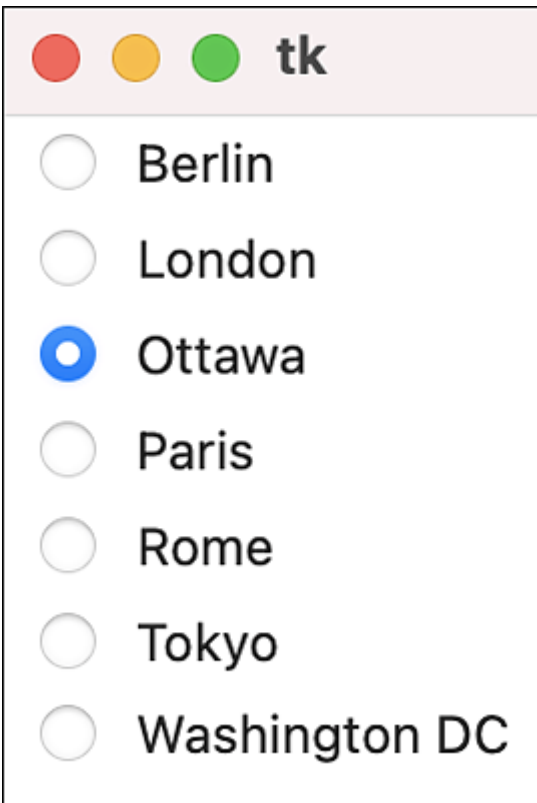 tk
Berlin
London
Ottawa
Paris
Rome
Tokyo
Washington DC